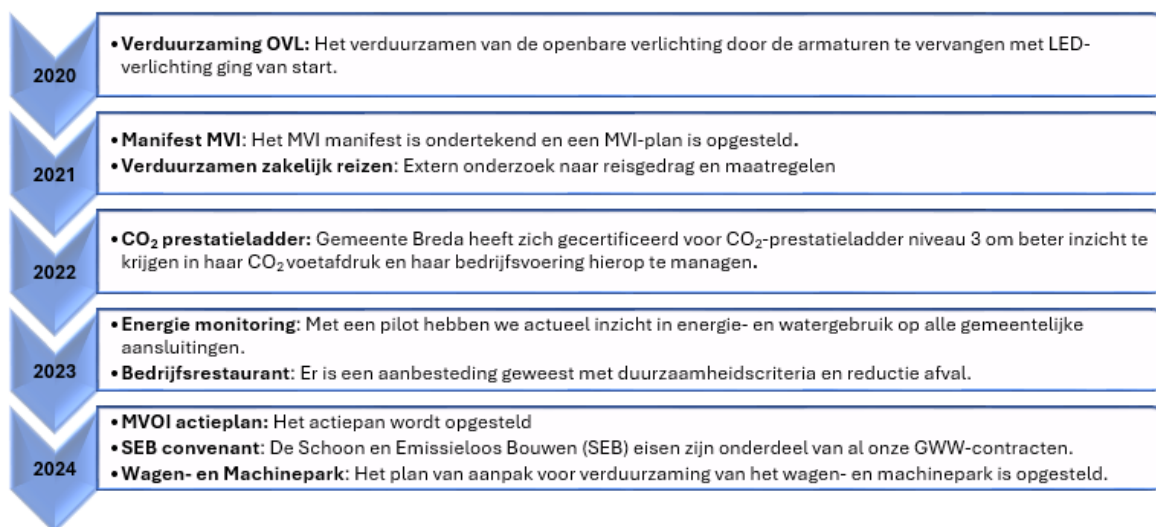 2020
• Verduurzaming OVL: Het verduurzamen van de openbare verlichting door de armaturen te vervangen met LED-
verlichting ging van start.
2021
• Manifest MVI: Het MVI manifest is ondertekend en een MVI-plan is opgesteld.
• Verduurzamen zakelijk reizen: Extern onderzoek naar reisgedrag en maatregelen
2022
• CO₂ prestatieladder: Gemeente Breda heeft zich gecertificeerd voor CO₂-prestatieladder niveau 3 om beter inzicht te
krijgen in haar CO₂ voetafdruk en haar bedrijfsvoering hierop te managen.
2023
• Energie monitoring: Met een pilot hebben we actueel inzicht in energie- en watergebruik op alle gemeentelijke
aansluitingen.
• Bedrijfsrestaurant: Er is een aanbesteding geweest met duurzaamheidscriteria en reductie afval.
2024
• MVOI actieplan: Het actiepan wordt opgesteld
• SEB convenant: De Schoon en Emissieloos Bouwen (SEB) eisen zijn onderdeel van al onze GWW-contracten.
• Wagen- en Machinepark: Het plan van aanpak voor verduurzaming van het wagen- en machinepark is opgesteld.